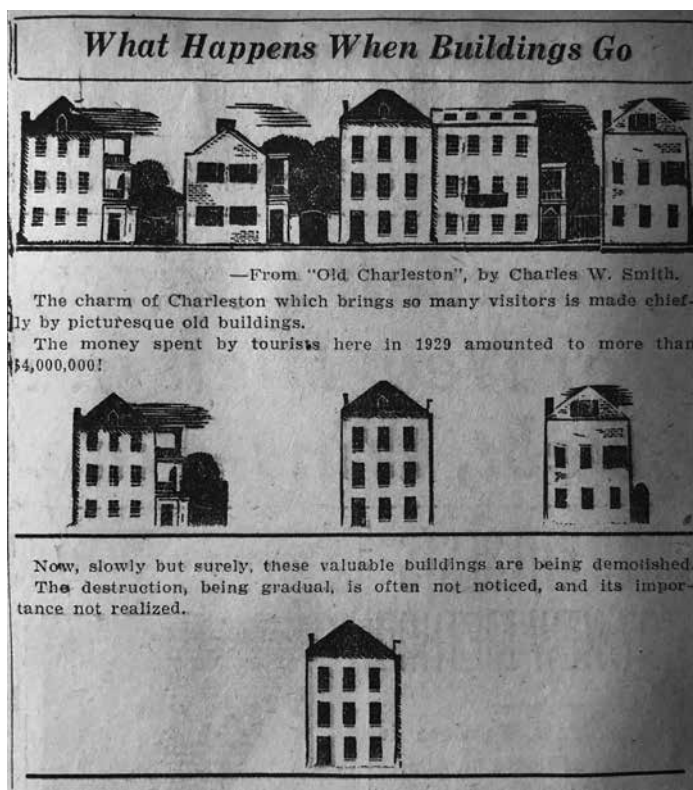 What Happens When Buildings Go
—From "Old Charleston", by Charles W. Smith.
The charm of Charleston which brings so many visitors is made chief-
ly by picturesque old buildings.
The money spent by tourists here in 1929 amounted to more than
$4,000,000!
Now, slowly but surely, these valuable buildings are being demolished.
The destruction, being gradual, is often not noticed, and its impor-
tance not realized.